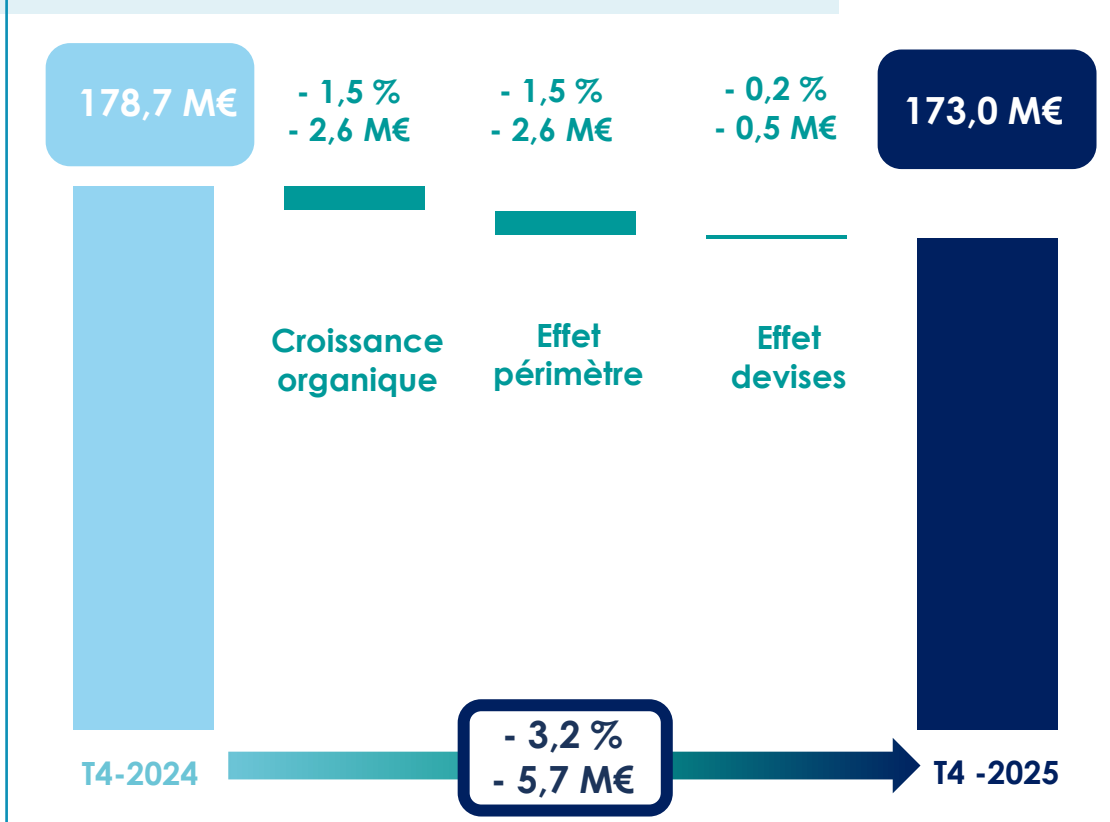 178,7 M€
- 1,5 %
- 2,6 M€
- 1,5 %
- 2,6 M€
- 0,2 %
- 0,5 M€
173,0 M€
Croissance
organique
Effet
périmètre
Effet
devises
T4-2024
- 3,2 %
- 5,7 M€
T4 -2025